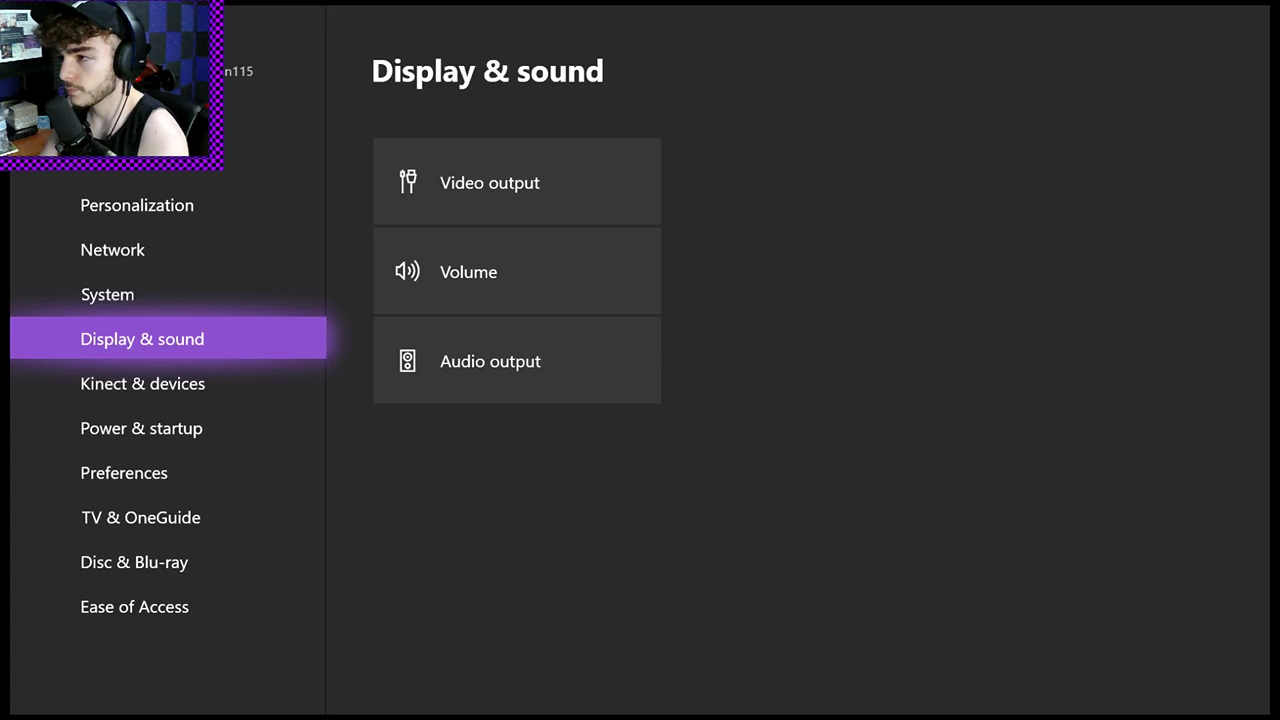 n115
Display & sound
Personalization
Network
System
Display & sound
Kinect & devices
Power & startup
Preferences
TV & OneGuide
Disc & Blu-ray
Ease of Access
Video output
Volume
Audio output